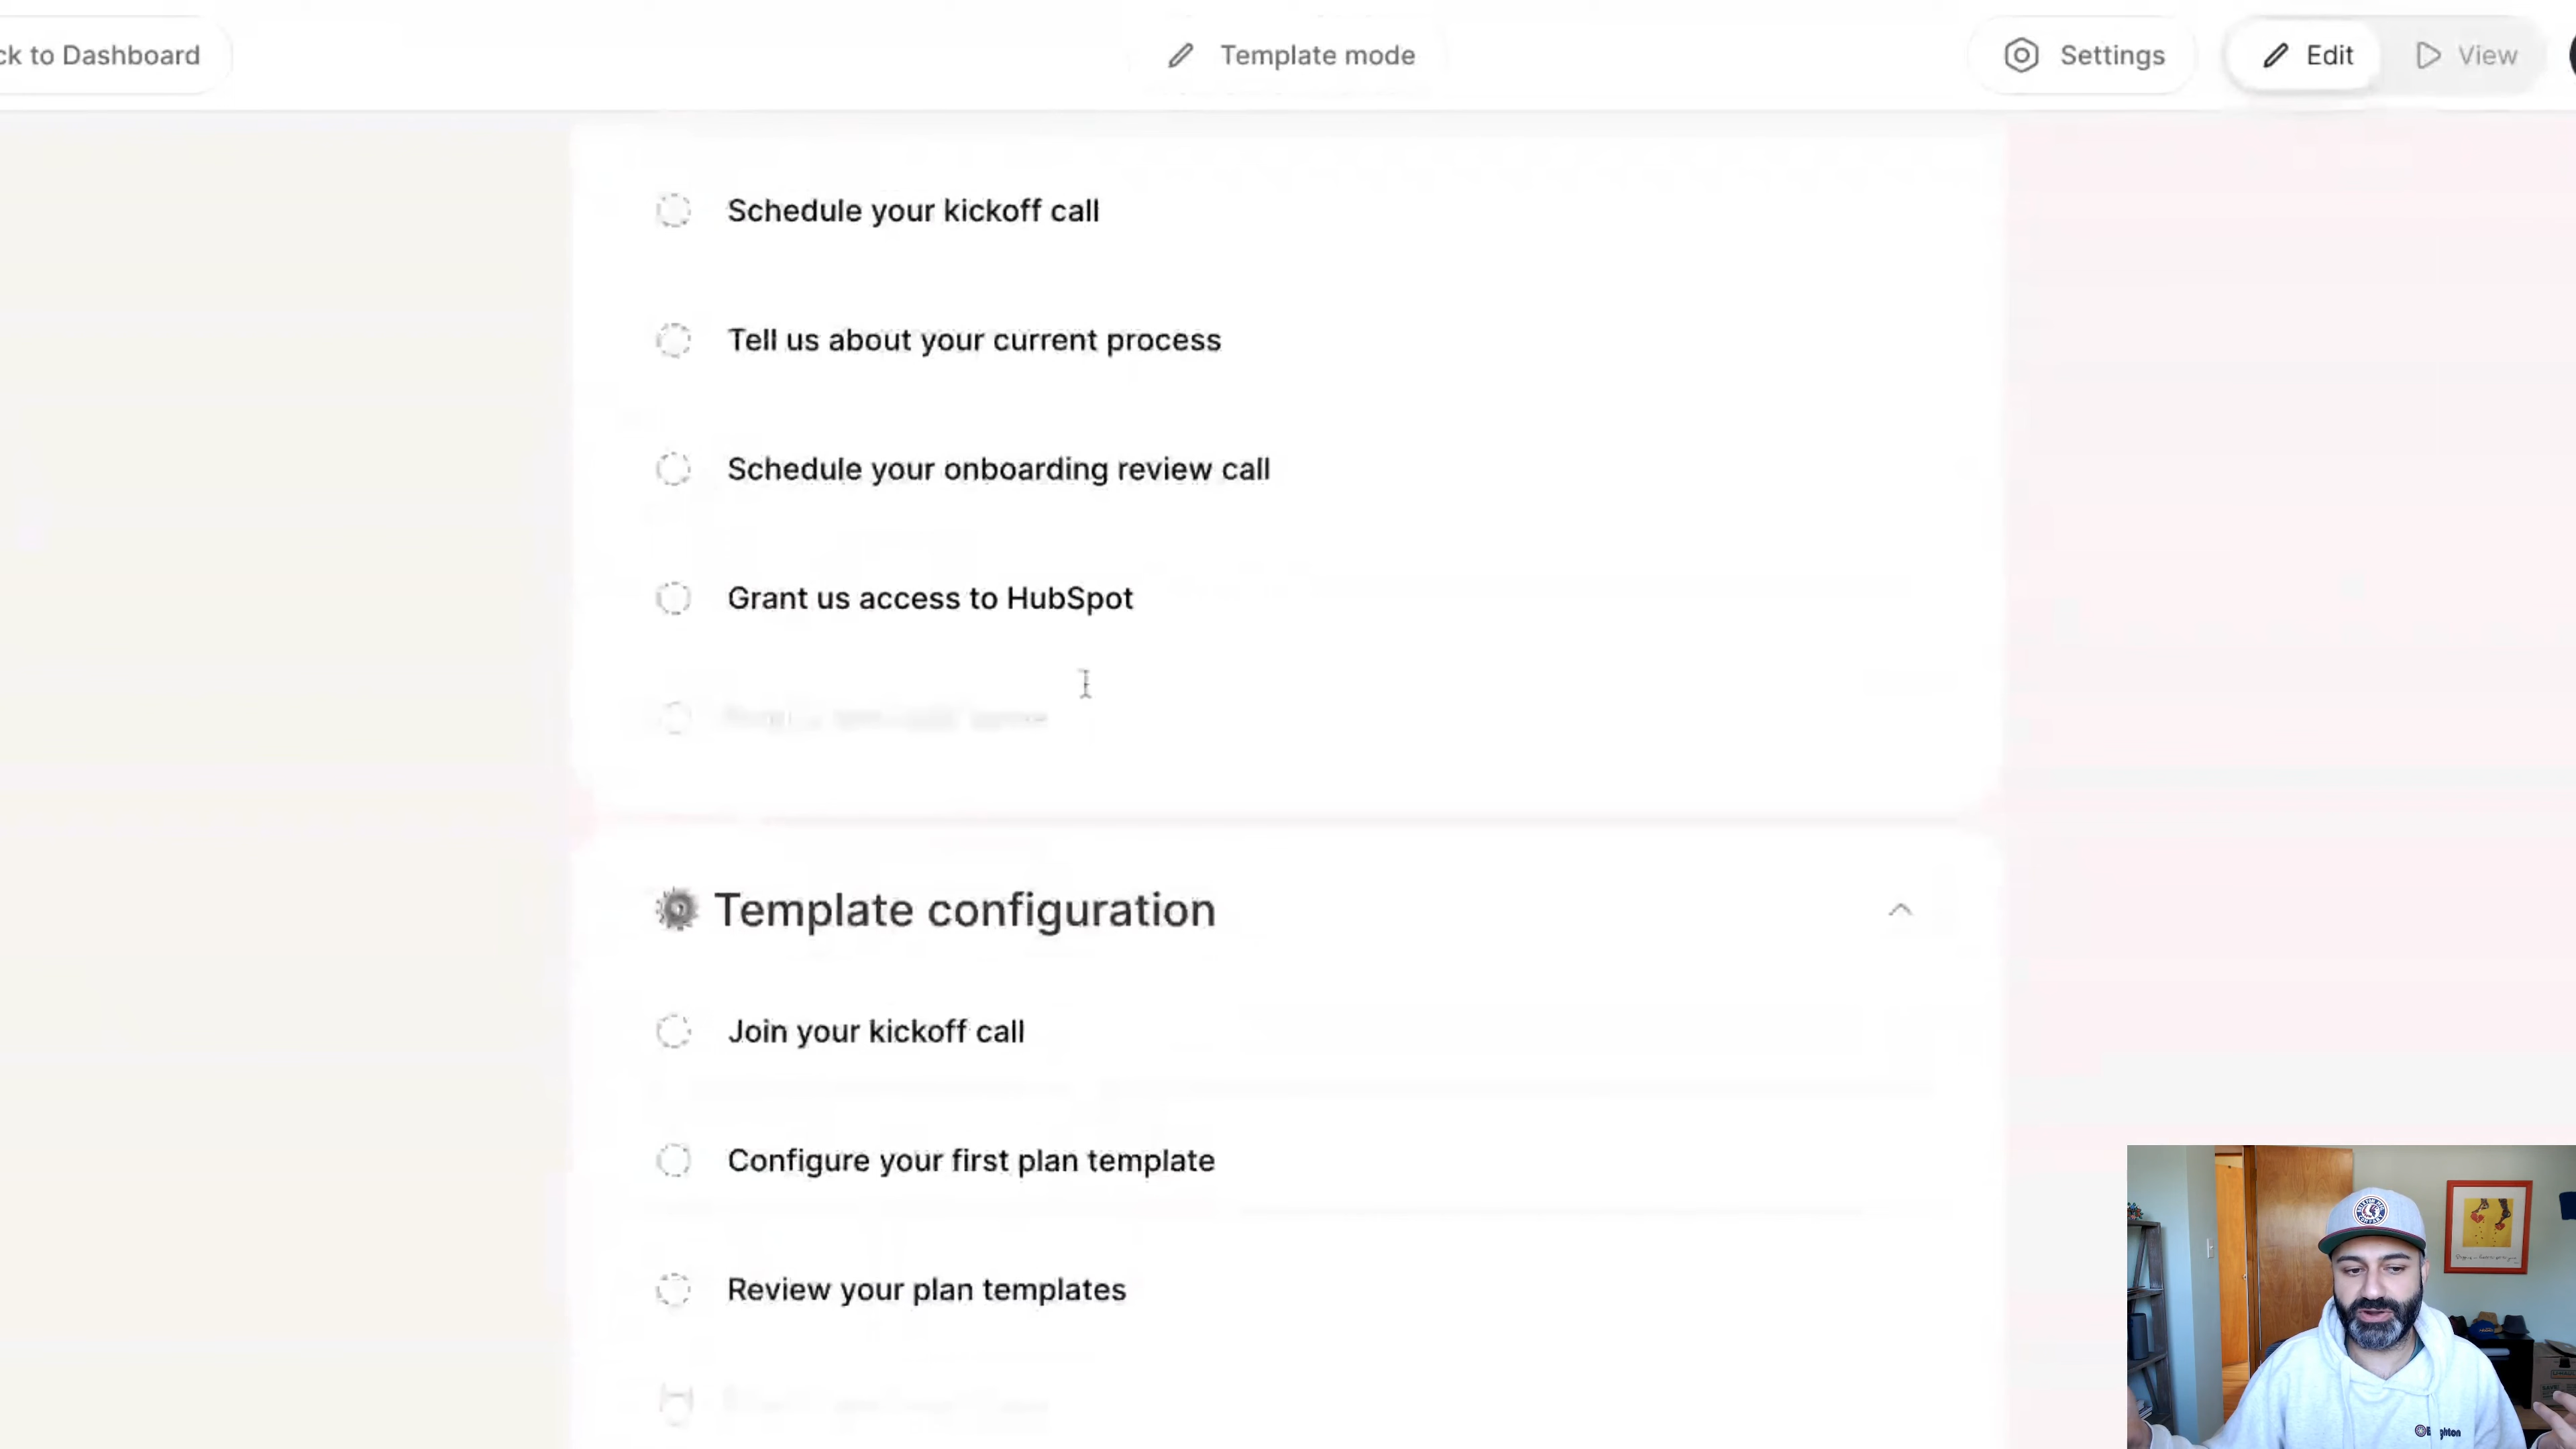 ck to Dashboard
Template mode
Settings
Edit
View
Schedule your kickoff call
Tell us about your current process
Schedule your onboarding review call
Grant us access to HubSpot
Template configuration
Join your kickoff call
Configure your first plan template
Review your plan templates